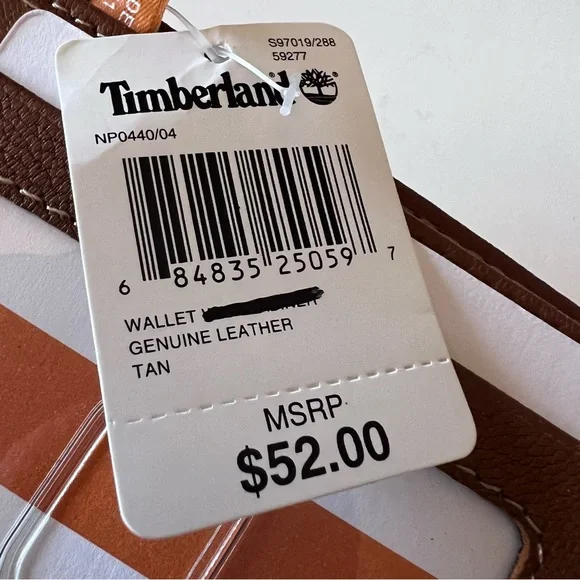 S97019/288
59277
Timberland
NP0440/04
6 84835 25059 7
WALLET
GENUINE LEATHER
TAN
MSRP
$52.00